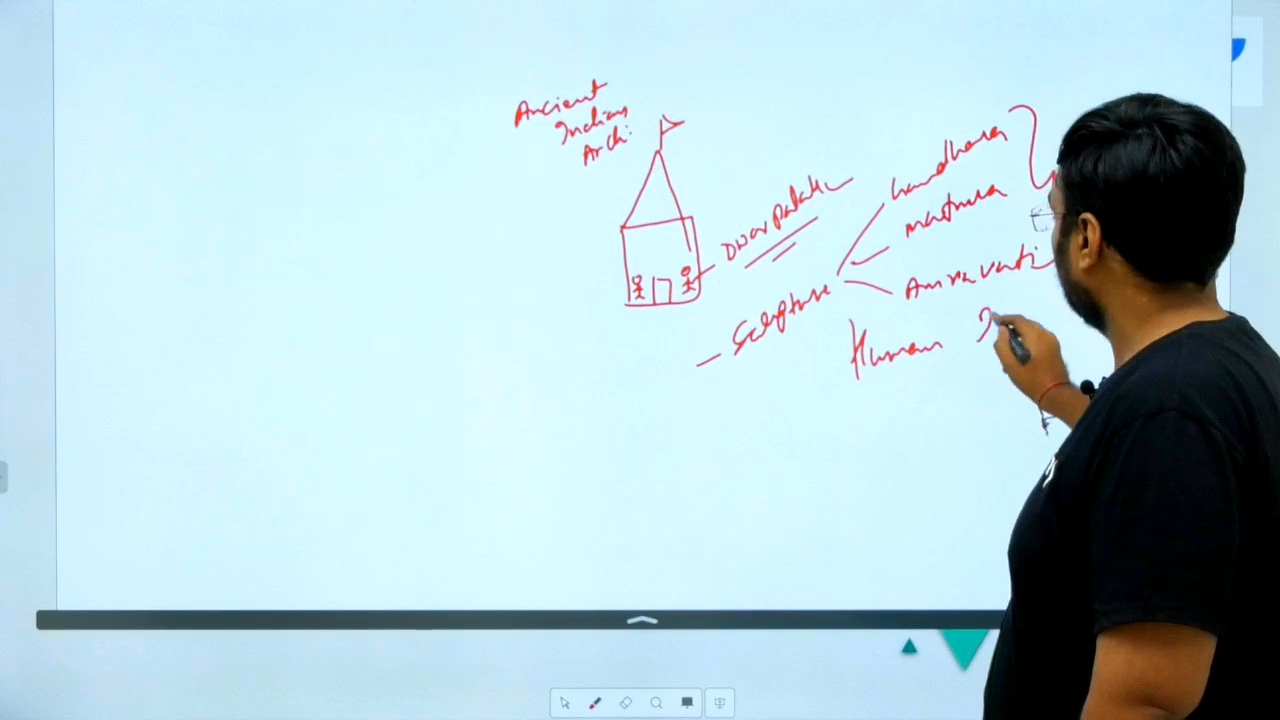 Ancient
Indian
Archi:
Dwarpalak
Gandhara
mathura
Amravati
Sculpture
Human